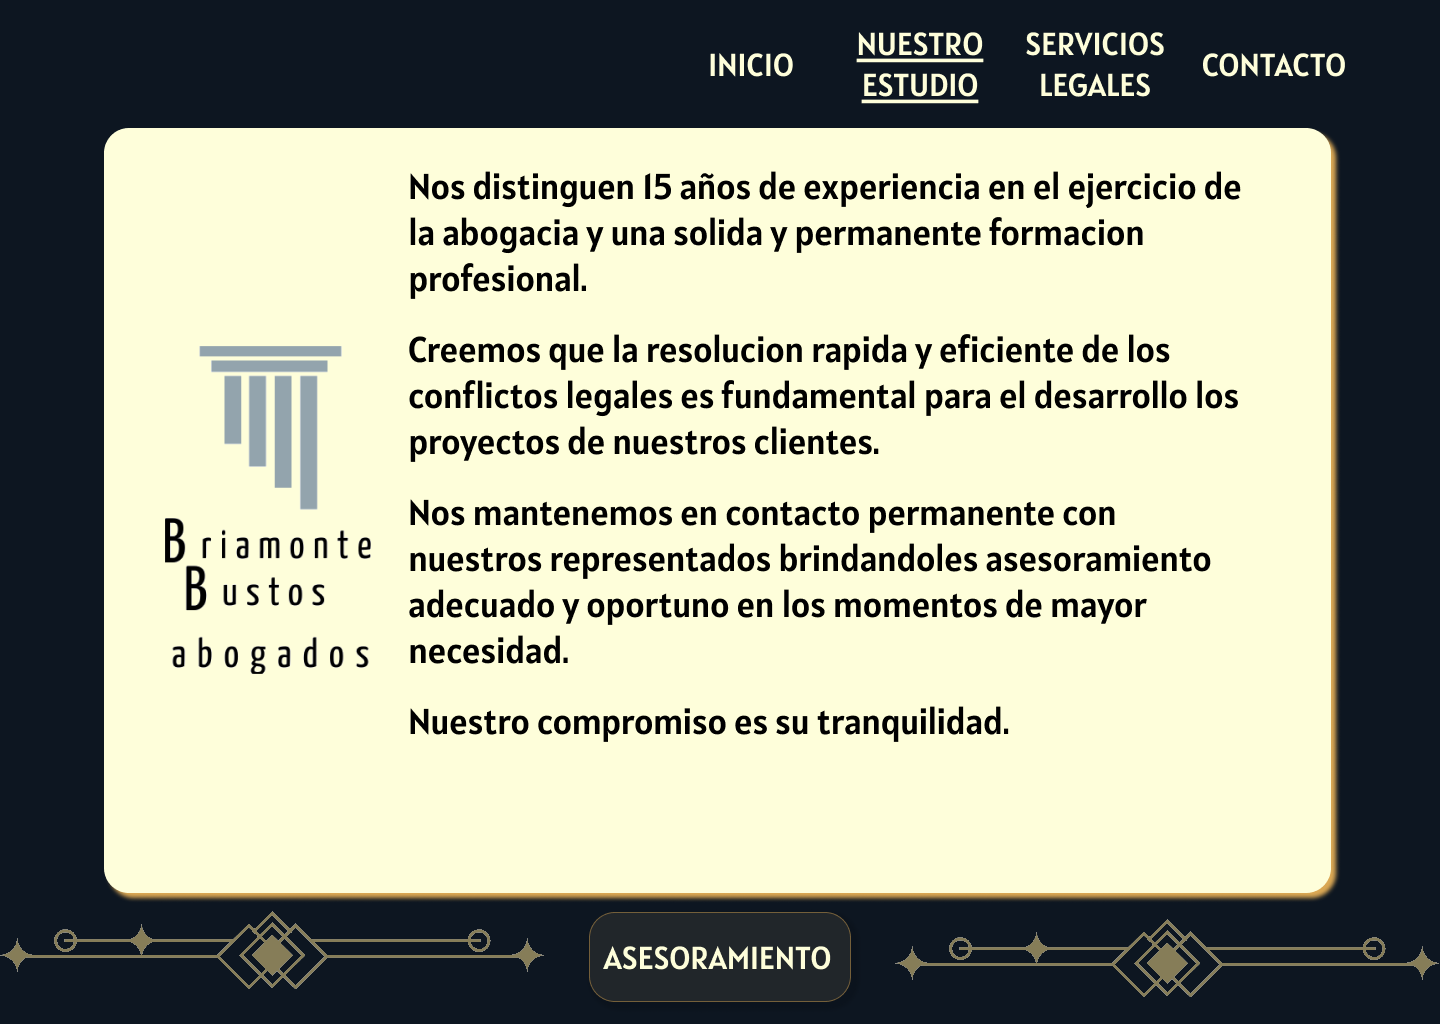 INICIO
NUESTRO
ESTUDIO
SERVICIOS
LEGALES
CONTACTO
Nos distinguen 15 años de experiencia en el ejercicio de
la abogacia y una solida y permanente formacion
profesional.
Creemos que la resolucion rapida y eficiente de los
conflictos legales es fundamental para el desarrollo los
proyectos de nuestros clientes.
Nos mantenemos en contacto permanente con
nuestros representados brindandoles asesoramiento
adecuado y oportuno en los momentos de mayor
necesidad.
Nuestro compromiso es su tranquilidad.
Briamonte
Bustos
abogados
ASESORAMIENTO